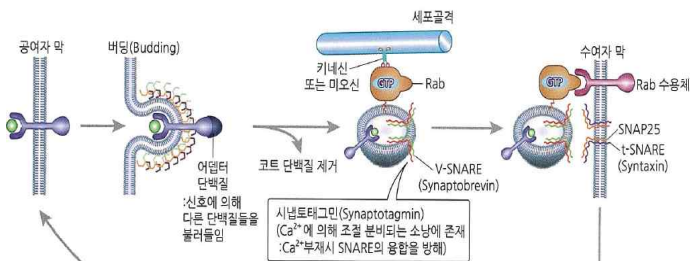 공여자 막
버딩(Budding)
세포골격
수여자 막
키네신
또는 미오신
GTP
Rab
GTP
Rab 수용체
SNAP25
t-SNARE
(Syntaxin)
어뎁터
단백질
:신호에 의해
다른 단백질들을
불러들임
코트 단백질 제거
V-SNARE
(Synaptobrevin)
시냅토태그민(Synaptotagmin)
(Ca²⁺에 의해 조절 분비되는 소낭에 존재
:Ca²⁺부재시 SNARE의 융합을 방해)